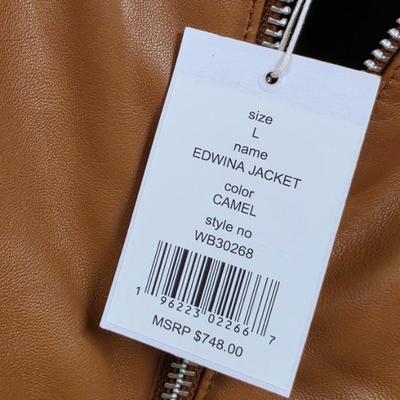 size
L
name
EDWINA JACKET
color
CAMEL
style no
WB30268
1 96223 02266 7
MSRP $748.00